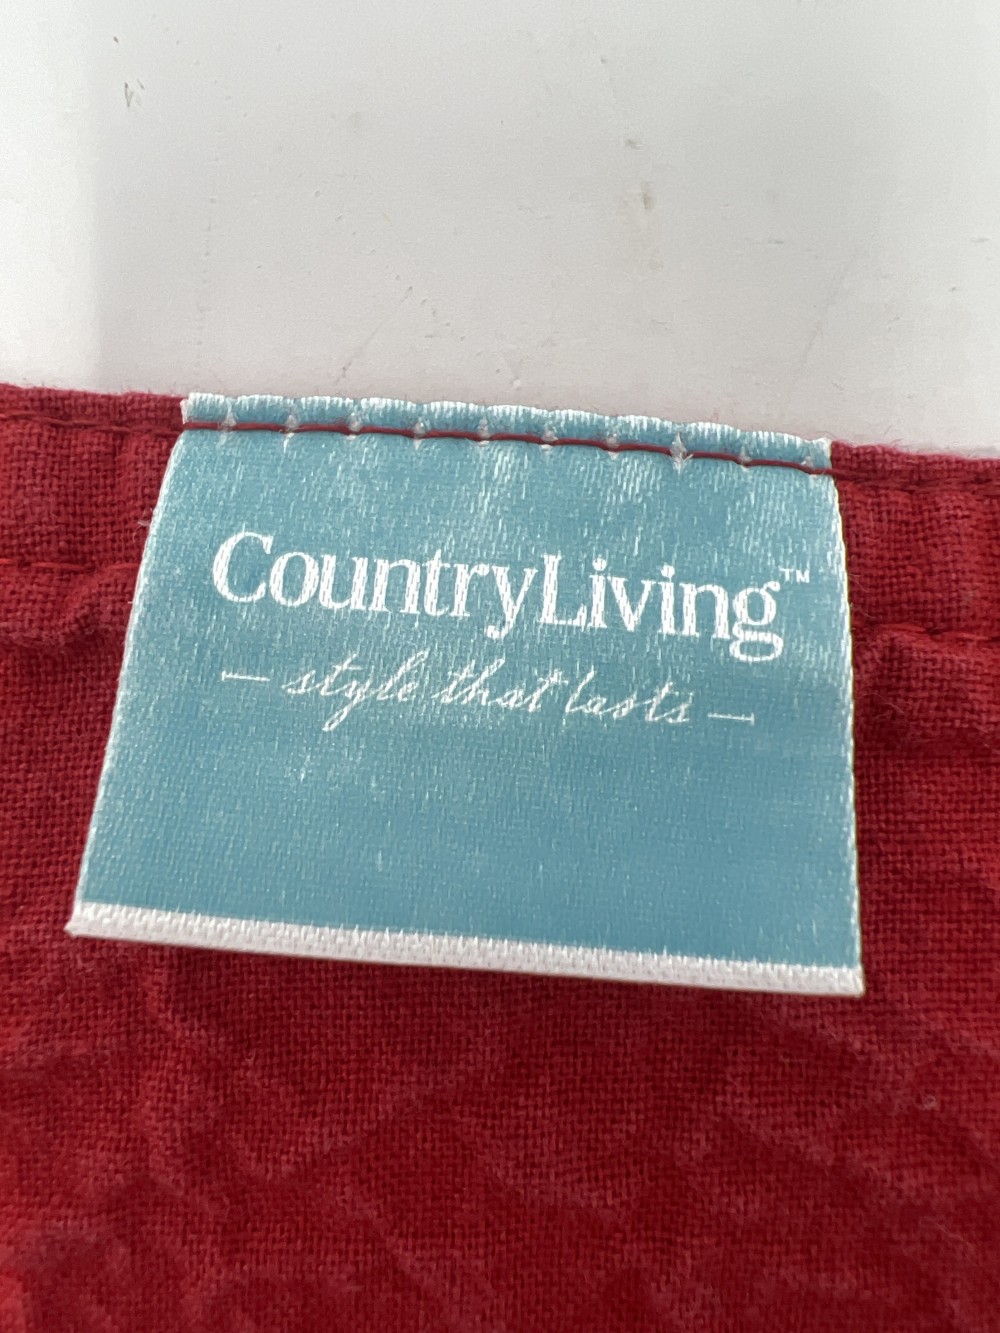 CountryLiving™
— style that lasts —